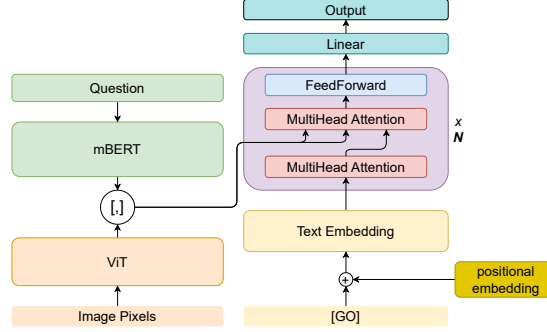 Output
Linear
Question
FeedForward
MultiHead Attention
x
N
mBERT
MultiHead Attention
[,]
Text Embedding
ViT
positional
embedding
+
Image Pixels
[GO]